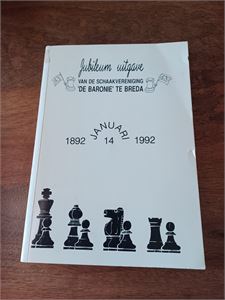 Jubileum uitgave
VAN DE SCHAAKVERENIGING
'DE BARONIE' TE BREDA
JANUARI
1892 14 1992